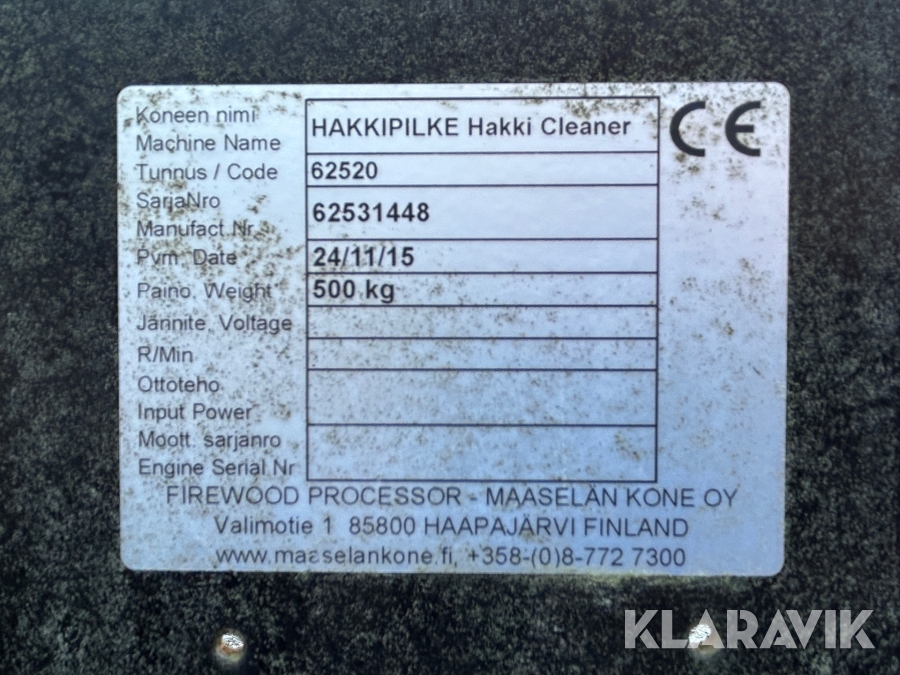 Koneen nimi
Machine Name
HAKKIPILKE Hakki Cleaner
CE
Tunnus / Code
62520
SarjaNro
Manufact.Nr.
62531448
Pvm. Date
24/11/15
Paino. Weight
500 kg
Jännite, Voltage
R/Min
Ottoteho
Input Power
Moott. sarjanro
Engine Serial Nr
FIREWOOD PROCESSOR - MAASELÄN KONE OY
Valimotie 1 85800 HAAPAJÄRVI FINLAND
www.maaselankone.fi, +358-(0)8-772 7300
KLARAVIK